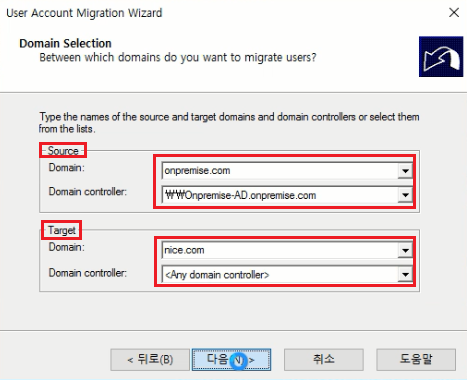 User Account Migration Wizard
Domain Selection
Between which domains do you want to migrate users?
Type the names of the source and target domains and domain controllers or select them
from the lists.
Source
Domain:
onpremise.com
Domain controller:
₩₩Onpremise-AD.onpremise.com
Target
Domain:
nice.com
Domain controller:
<Any domain controller>
< 뒤로(B)
다음(N) >
취소
도움말